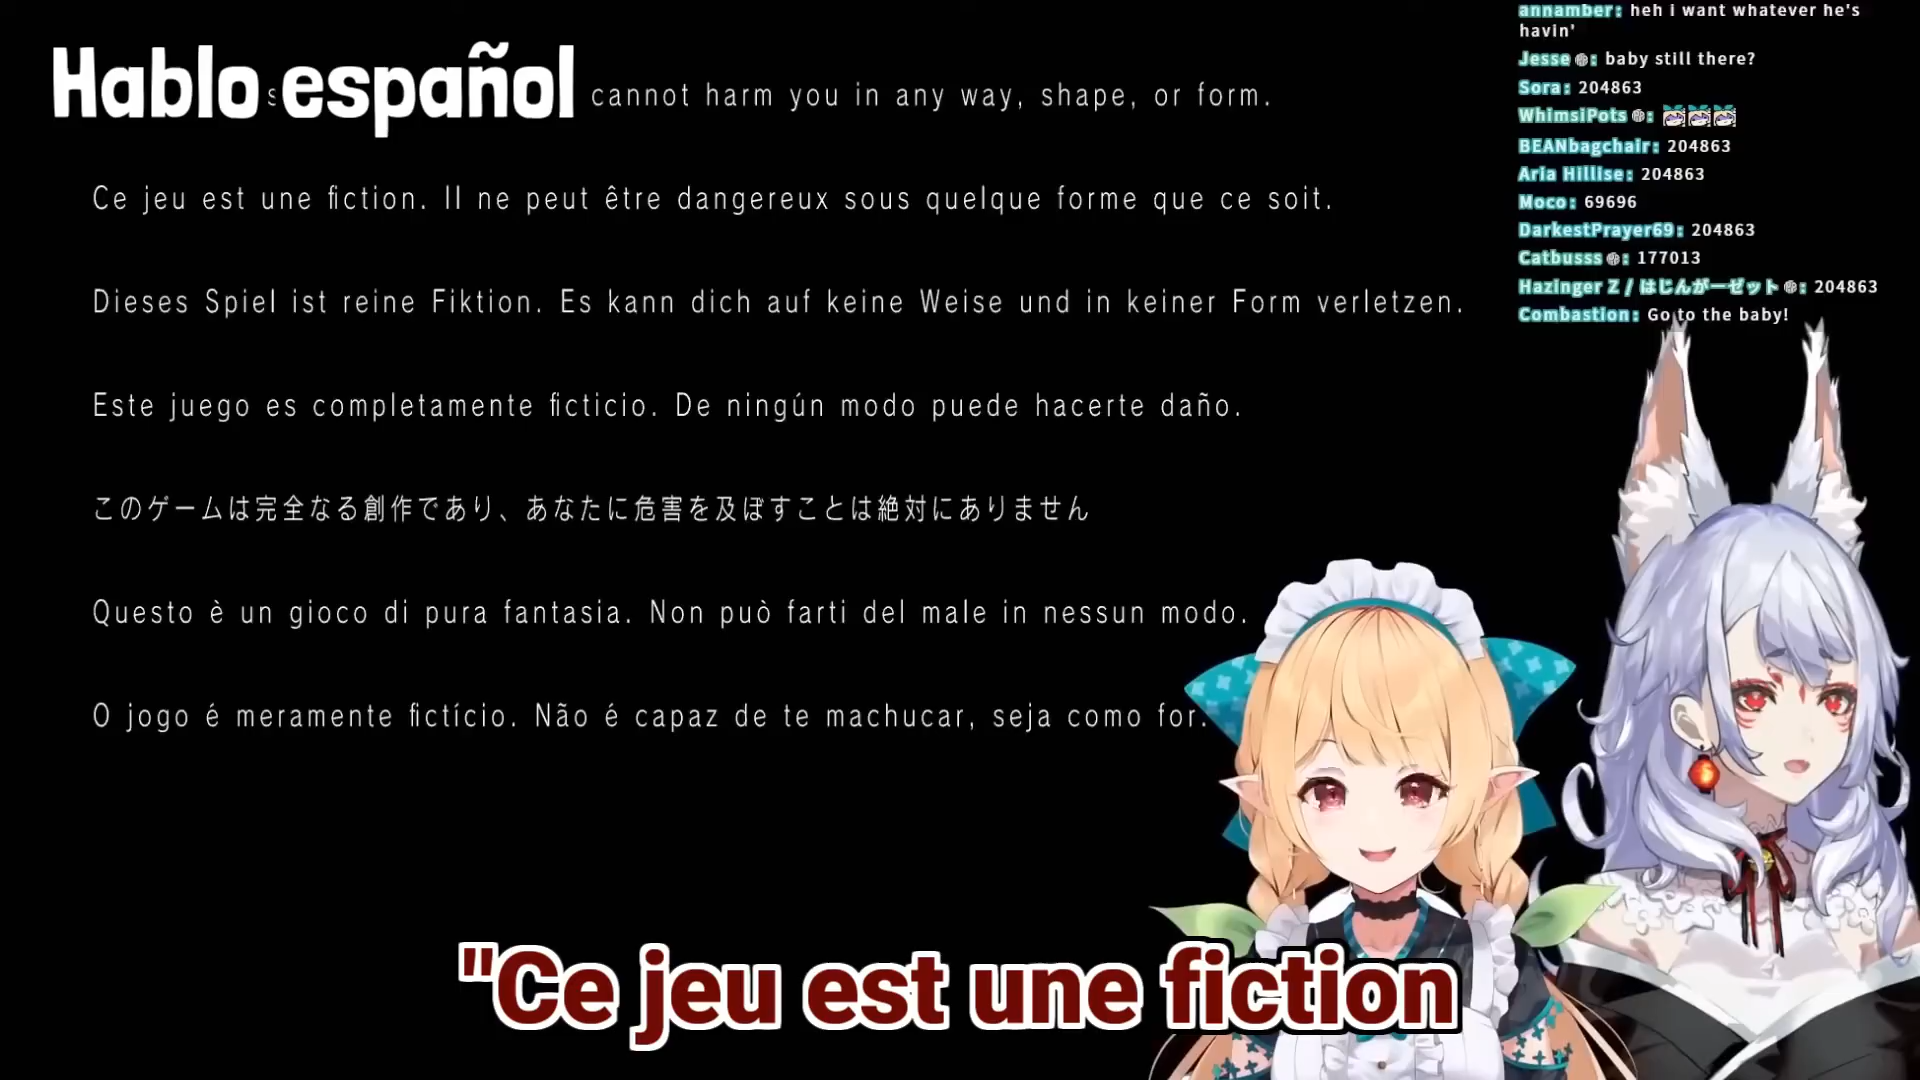 Hablo español
cannot harm you in any way, shape, or form.
Ce jeu est une fiction. Il ne peut être dangereux sous quelque forme que ce soit.
Dieses Spiel ist reine Fiktion. Es kann dich auf keine Weise und in keiner Form verletzen.
Este juego es completamente ficticio. De ningún modo puede hacerte daño.
このゲームは完全なる創作であり、あなたに危害を及ぼすことは絶対にありません
Questo è un gioco di pura fantasia. Non può farti del male in nessun modo.
O jogo é meramente fictício. Não é capaz de te machucar, seja como for.
annamber: heh i want whatever he's
havin'
Jesse: baby still there?
Sora: 204863
WhimsiPots:
BEANbagchair: 204863
Aria Hillise: 204863
Moco: 69696
DarkestPrayer69: 204863
Catbusss: 177013
Hazinger Z / はじんがーゼット: 204863
Combastion: Go to the baby!
"Ce jeu est une fiction